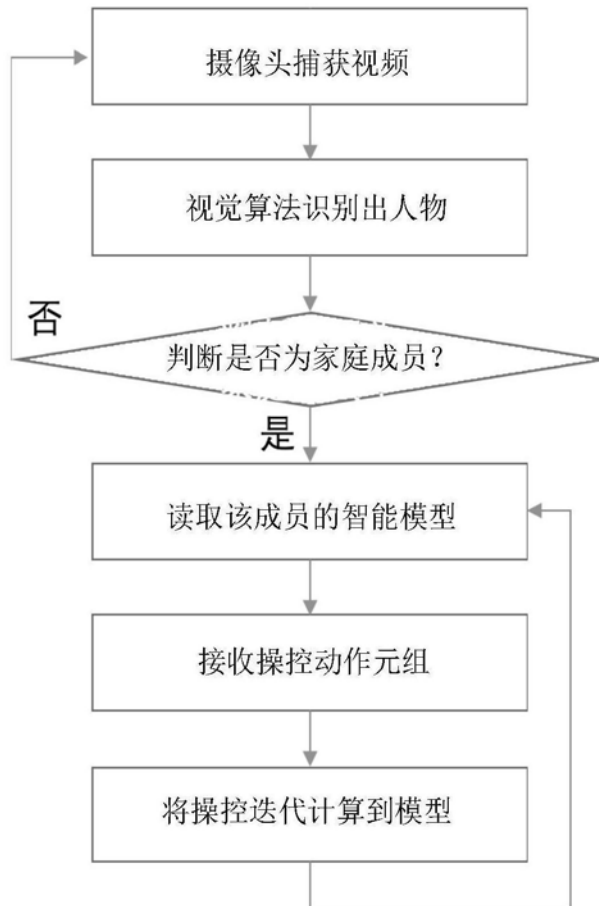 摄像头捕获视频
视觉算法识别出人物
否
判断是否为家庭成员?
是
读取该成员的智能模型
接收操控动作元组
将操控迭代计算到模型